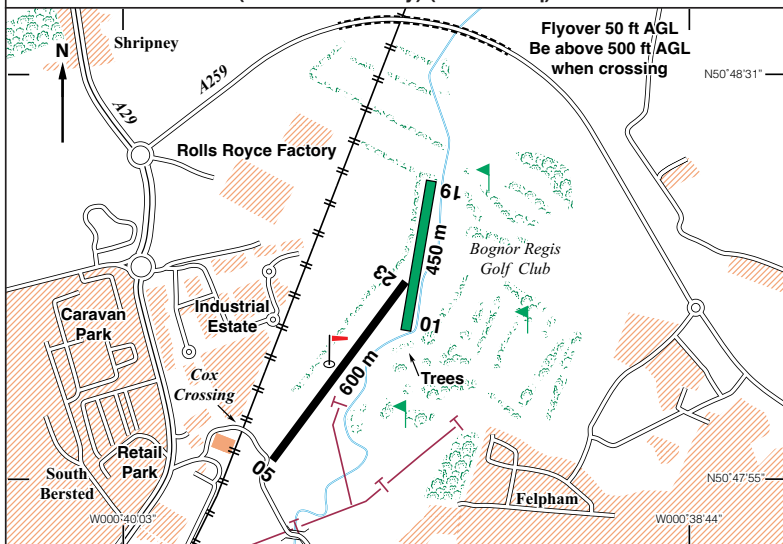 Flyover 50 ft AGL
Be above 500 ft AGL
when crossing
N
Shripney
A259
A29
N50°48'31"
Rolls Royce Factory
19
450 m
Bognor Regis
Golf Club
23
01
Caravan
Park
Industrial
Estate
600 m
Trees
Cox
Crossing
Retail
Park
05
South
Bersted
Felpham
N50°47'55"
W000°40'03"
W000°38'44"